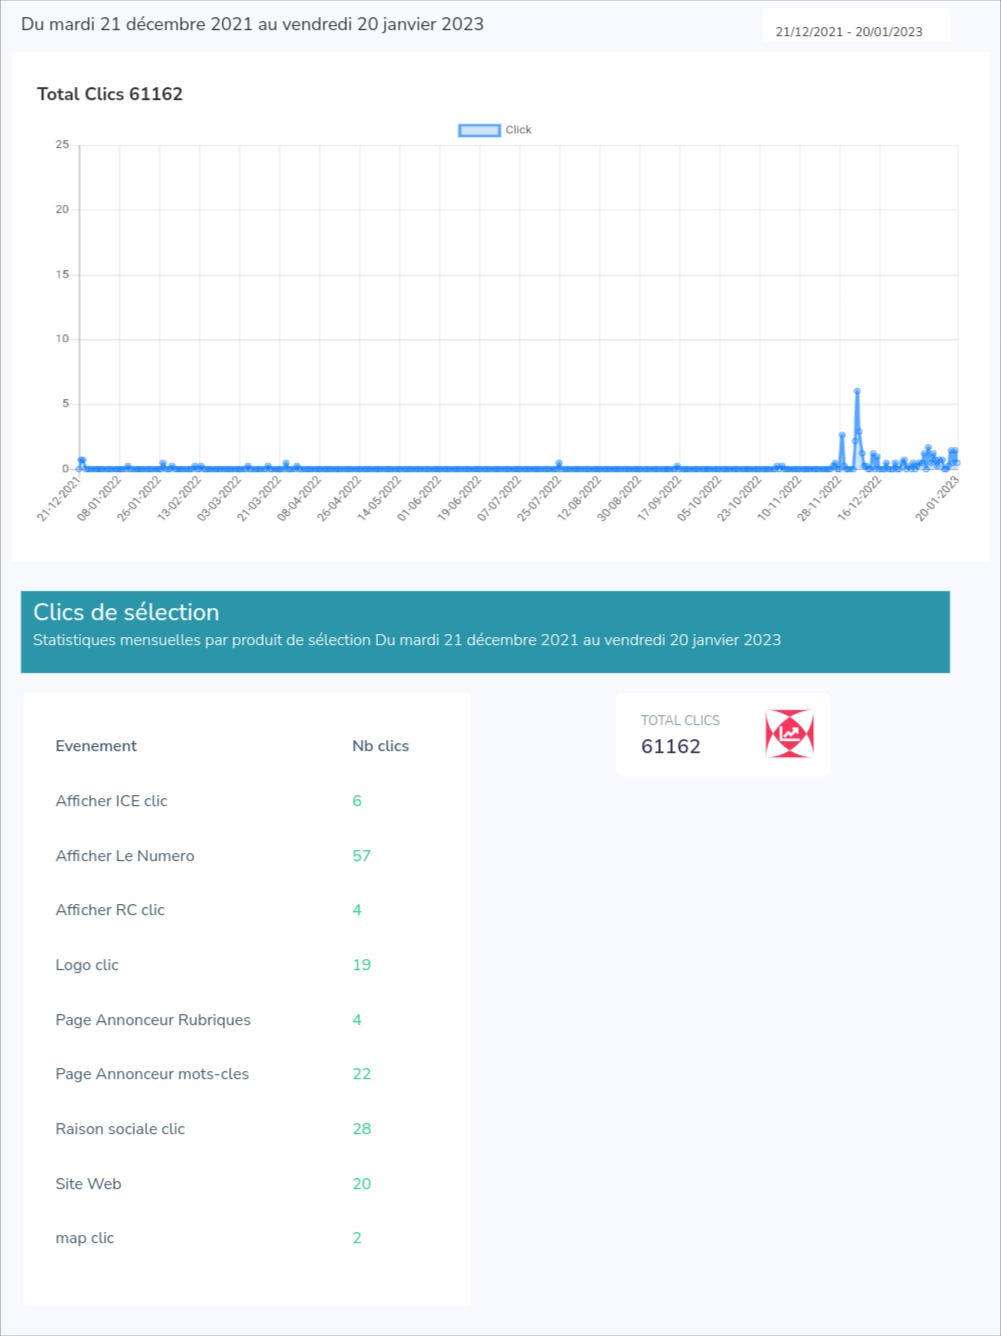 Du mardi 21 décembre 2021 au vendredi 20 janvier 2023
21/12/2021 - 20/01/2023
Total Clics 61162
Click
25
20
15
10
5
0
21-12-2021
08-01-2022
26-01-2022
13-02-2022
03-03-2022
21-03-2022
08-04-2022
26-04-2022
14-05-2022
01-06-2022
19-06-2022
07-07-2022
25-07-2022
12-08-2022
30-08-2022
17-09-2022
05-10-2022
23-10-2022
10-11-2022
28-11-2022
16-12-2022
20-01-2023
Clics de sélection
Statistiques mensuelles par produit de sélection Du mardi 21 décembre 2021 au vendredi 20 janvier 2023
TOTAL CLICS
61162
Evenement Nb clics
Afficher ICE clic 6
Afficher Le Numero 57
Afficher RC clic 4
Logo clic 19
Page Annonceur Rubriques 4
Page Annonceur mots-cles 22
Raison sociale clic 28
Site Web 20
map clic 2